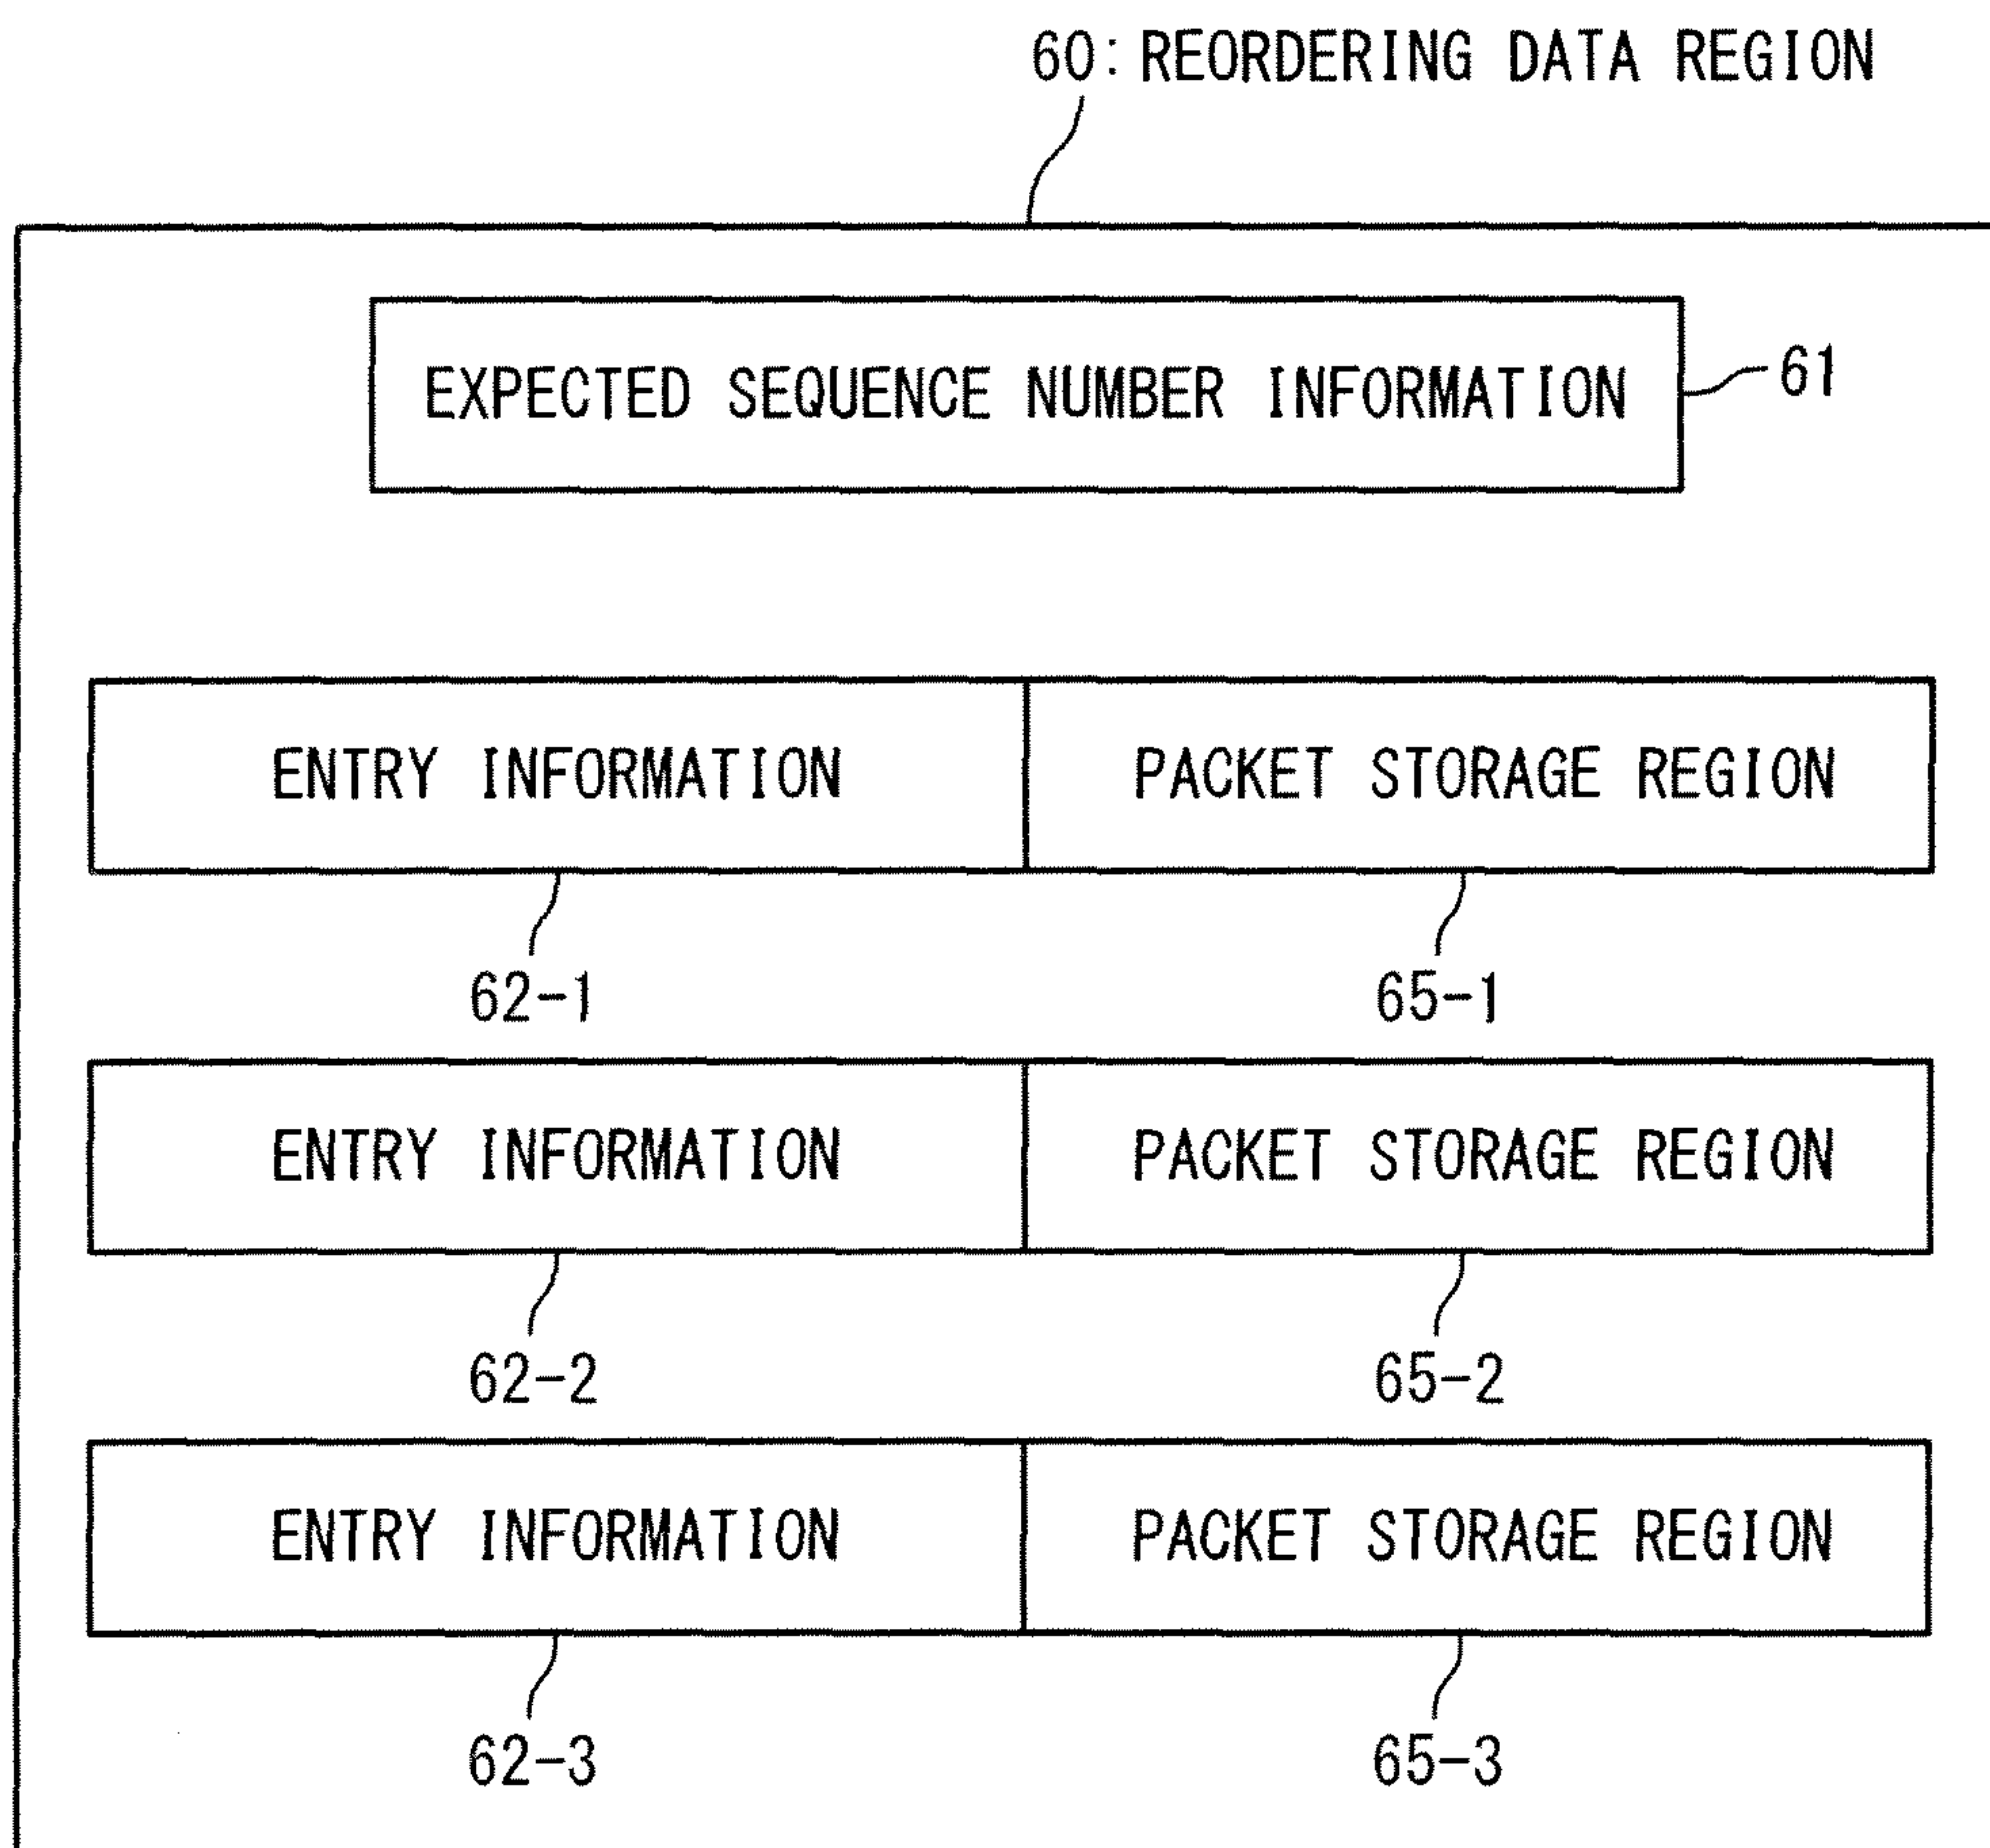 60: REORDERING DATA REGION
EXPECTED SEQUENCE NUMBER INFORMATION
61
ENTRY INFORMATION PACKET STORAGE REGION
62-1 65-1
ENTRY INFORMATION PACKET STORAGE REGION
62-2 65-2
ENTRY INFORMATION PACKET STORAGE REGION
62-3 65-3